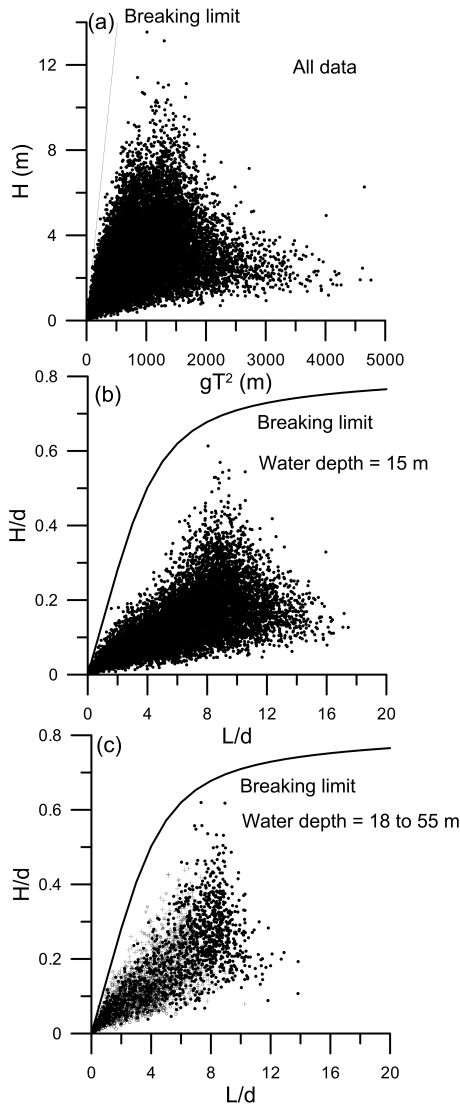 (a)
Breaking limit
All data
H (m)
12
8
4
0
0 1000 2000 3000 4000 5000
gT² (m)
(b)
Breaking limit
Water depth = 15 m
H/d
0.8
0.6
0.4
0.2
0
0 4 8 12 16 20
L/d
(c)
Breaking limit
Water depth = 18 to 55 m
H/d
0.8
0.6
0.4
0.2
0
0 4 8 12 16 20
L/d